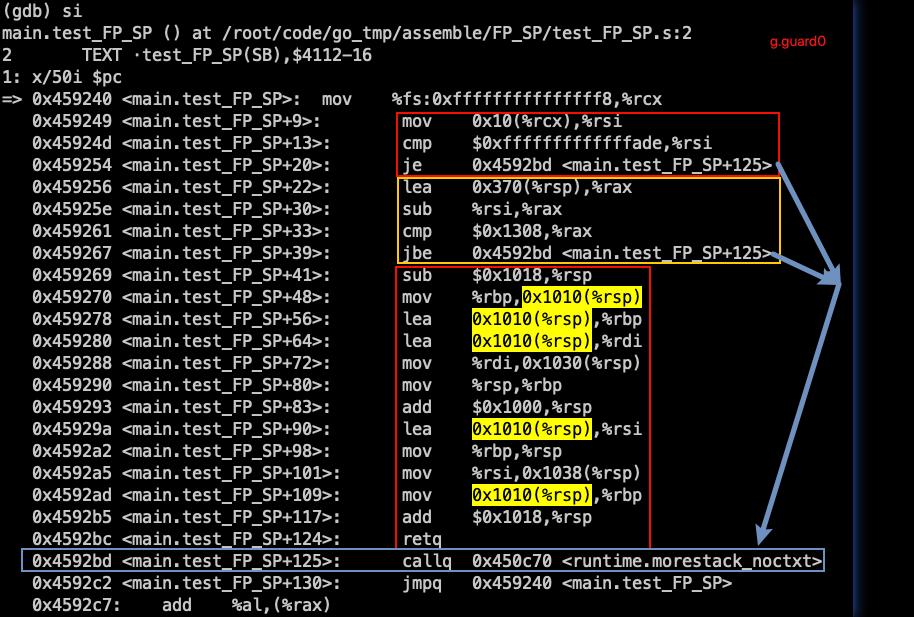 (gdb) si
main.test_FP_SP () at /root/code/go_tmp/assemble/FP_SP/test_FP_SP.s:2
2 TEXT ·test_FP_SP(SB),$4112-16
g.guard0
1: x/50i $pc
=> 0x459240 <main.test_FP_SP>: mov %fs:0xfffffffffffffff8,%rcx
0x459249 <main.test_FP_SP+9>: mov 0x10(%rcx),%rsi
0x45924d <main.test_FP_SP+13>: cmp $0xfffffffffffffade,%rsi
0x459254 <main.test_FP_SP+20>: je 0x4592bd <main.test_FP_SP+125>
0x459256 <main.test_FP_SP+22>: lea 0x370(%rsp),%rax
0x45925e <main.test_FP_SP+30>: sub %rsi,%rax
0x459261 <main.test_FP_SP+33>: cmp $0x1308,%rax
0x459267 <main.test_FP_SP+39>: jbe 0x4592bd <main.test_FP_SP+125>
0x459269 <main.test_FP_SP+41>: sub $0x1018,%rsp
0x459270 <main.test_FP_SP+48>: mov %rbp,0x1010(%rsp)
0x459278 <main.test_FP_SP+56>: lea 0x1010(%rsp),%rbp
0x459280 <main.test_FP_SP+64>: lea 0x1010(%rsp),%rdi
0x459288 <main.test_FP_SP+72>: mov %rdi,0x1030(%rsp)
0x459290 <main.test_FP_SP+80>: mov %rsp,%rbp
0x459293 <main.test_FP_SP+83>: add $0x1000,%rsp
0x45929a <main.test_FP_SP+90>: lea 0x1010(%rsp),%rsi
0x4592a2 <main.test_FP_SP+98>: mov %rbp,%rsp
0x4592a5 <main.test_FP_SP+101>: mov %rsi,0x1038(%rsp)
0x4592ad <main.test_FP_SP+109>: mov 0x1010(%rsp),%rbp
0x4592b5 <main.test_FP_SP+117>: add $0x1018,%rsp
0x4592bc <main.test_FP_SP+124>: retq
0x4592bd <main.test_FP_SP+125>: callq 0x450c70 <runtime.morestack_noctxt>
0x4592c2 <main.test_FP_SP+130>: jmpq 0x459240 <main.test_FP_SP>
0x4592c7: add %al,(%rax)